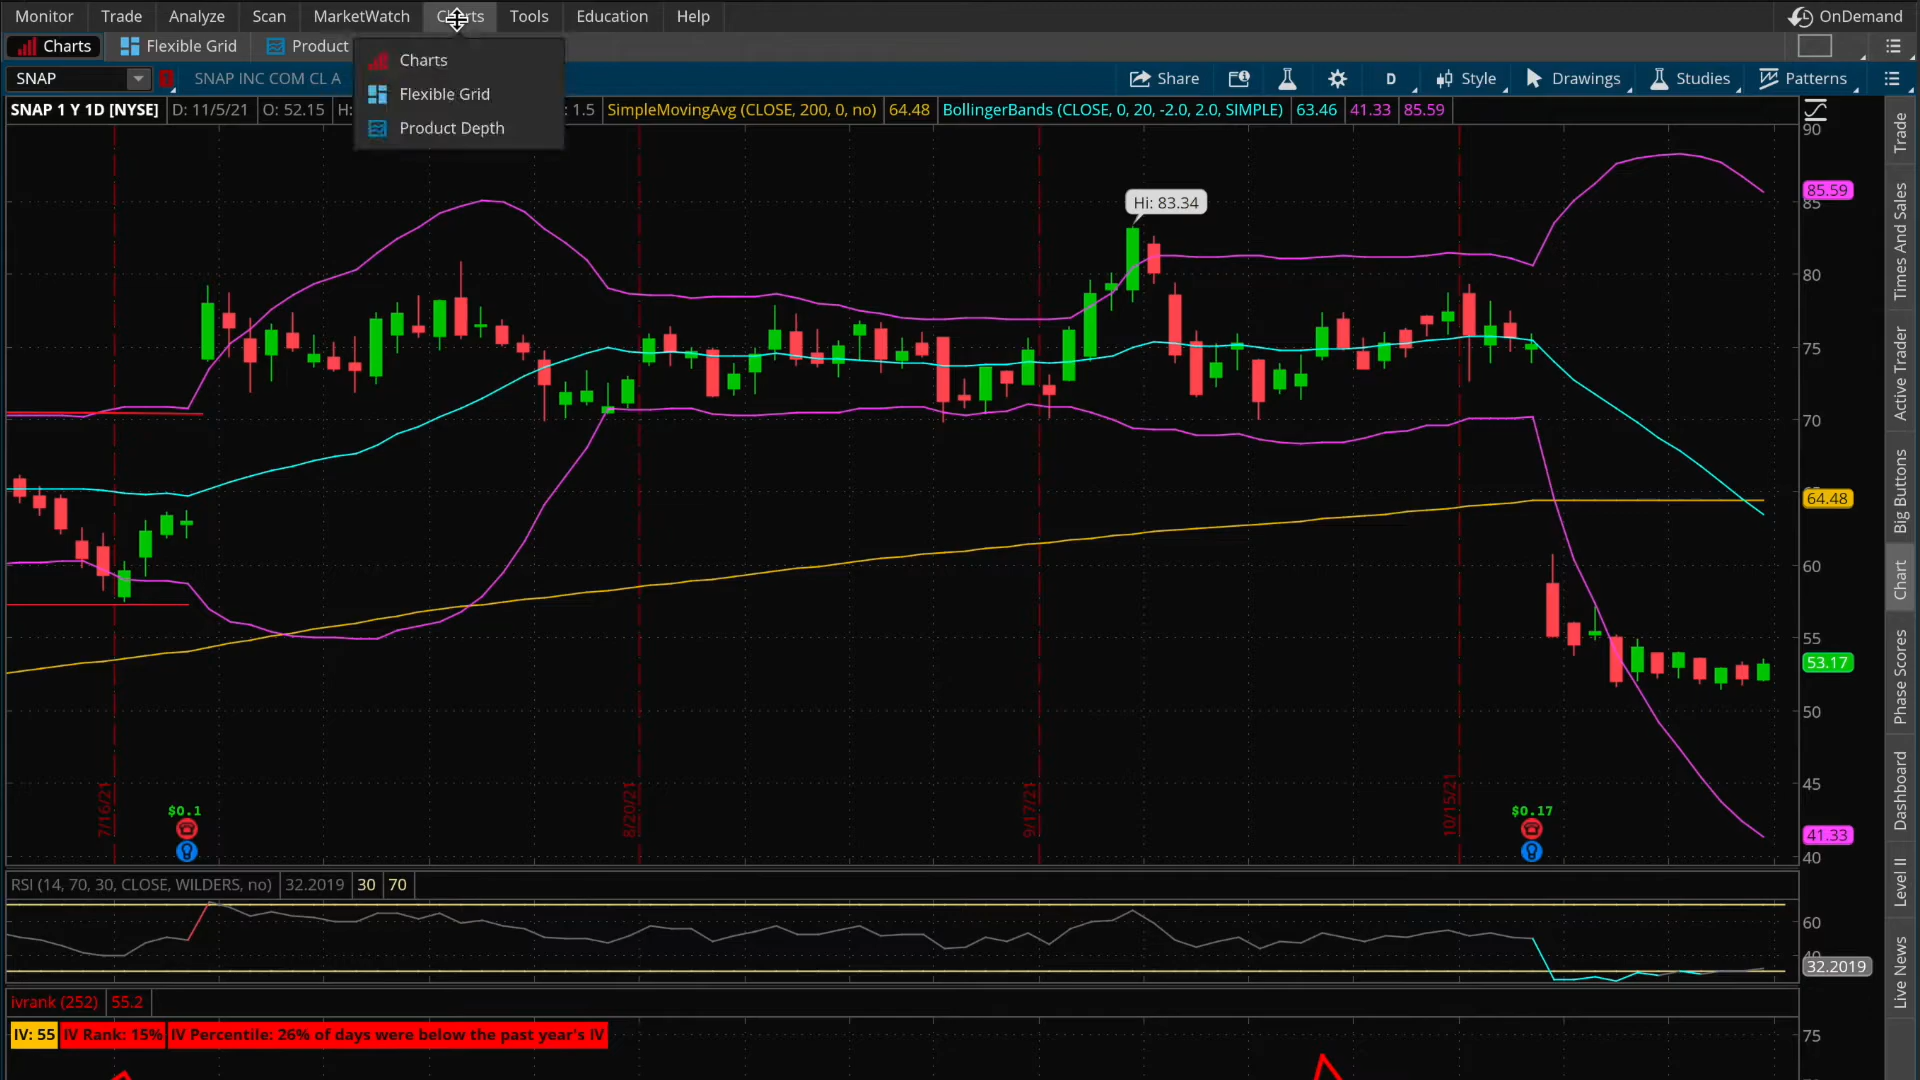 Monitor Trade Analyze Scan MarketWatch Charts Tools Education Help OnDemand
Charts Flexible Grid Product
Charts
Flexible Grid
Product Depth
SNAP SNAP INC COM CL A Share D Style Drawings Studies Patterns
SNAP 1 Y 1D [NYSE] D: 11/5/21 O: 52.15 H: : 1.5 SimpleMovingAvg (CLOSE, 200, 0, no) 64.48 BollingerBands (CLOSE, 0, 20, -2.0, 2.0, SIMPLE) 63.46 41.33 85.59
90
85.59
85
Hi: 83.34
80
75
70
64.48
60
55
53.17
50
45
41.33
40
7/16/21
8/20/21
9/17/21
10/15/21
$0.1
$0.17
RSI (14, 70, 30, CLOSE, WILDERS, no) 32.2019 30 70
60
40
32.2019
ivrank (252) 55.2
IV: 55 IV Rank: 15% IV Percentile: 26% of days were below the past year's IV
75
Trade
Times And Sales
Active Trader
Big Buttons
Chart
Phase Scores
Dashboard
Level II
Live News